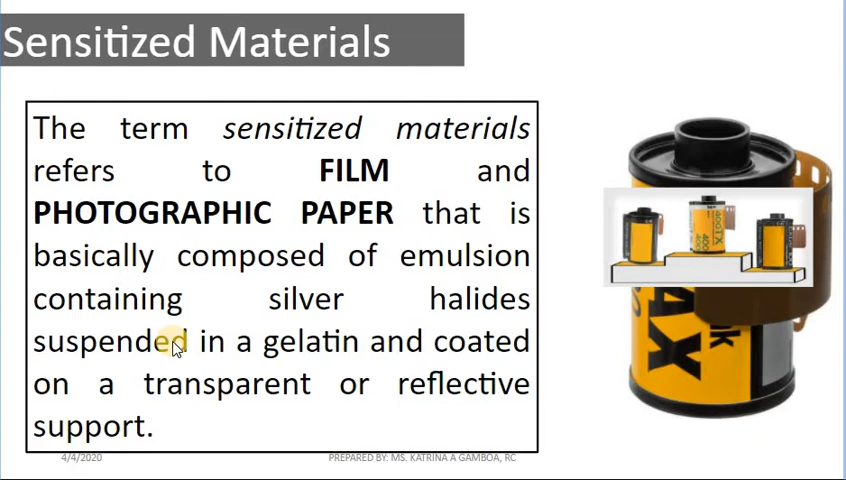 Sensitized Materials
The term sensitized materials
refers to FILM and
PHOTOGRAPHIC PAPER that is
basically composed of emulsion
containing silver halides
suspended in a gelatin and coated
on a transparent or reflective
support.
4/4/2020
PREPARED BY: MS. KATRINA A GAMBOA, RC
400TX
AX